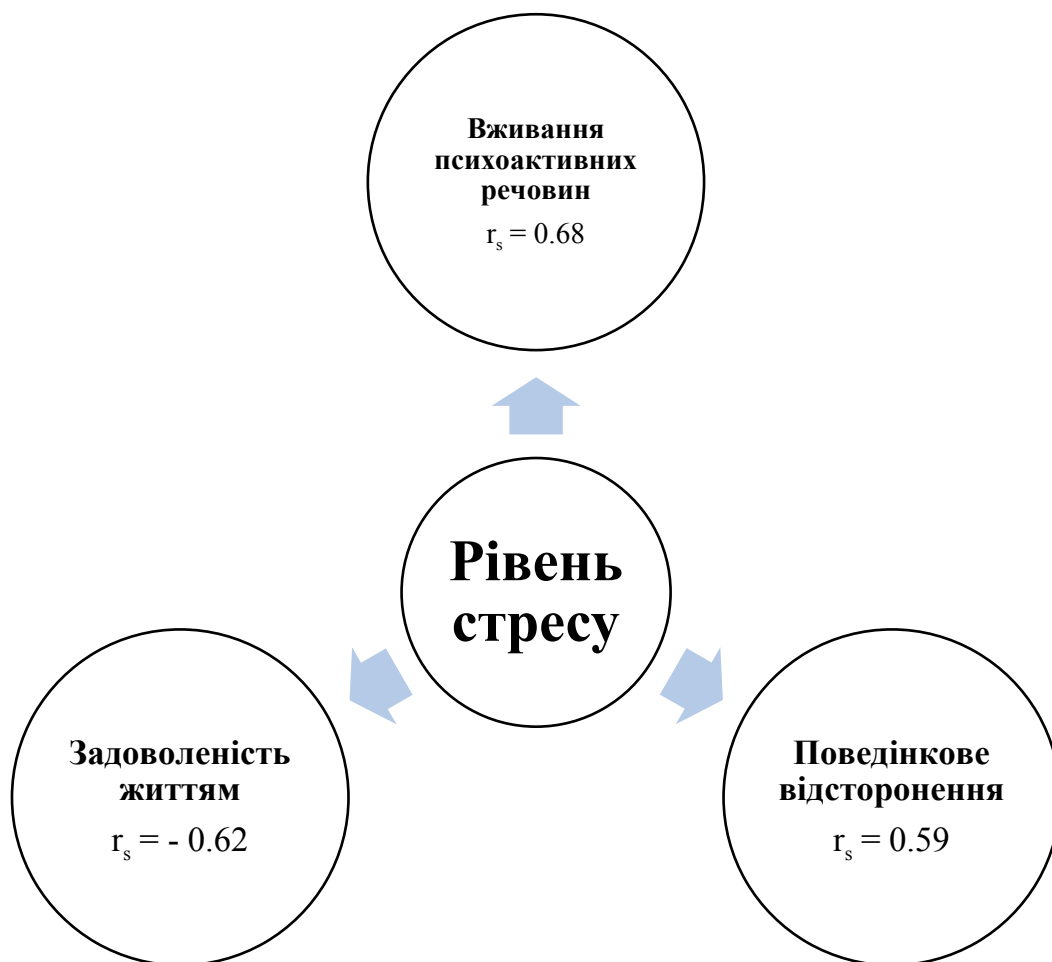 Вживання
психоактивних
речовин
rₛ = 0.68
Рівень
стресу
Задоволеність
життям
rₛ = - 0.62
Поведінкове
відсторонення
rₛ = 0.59